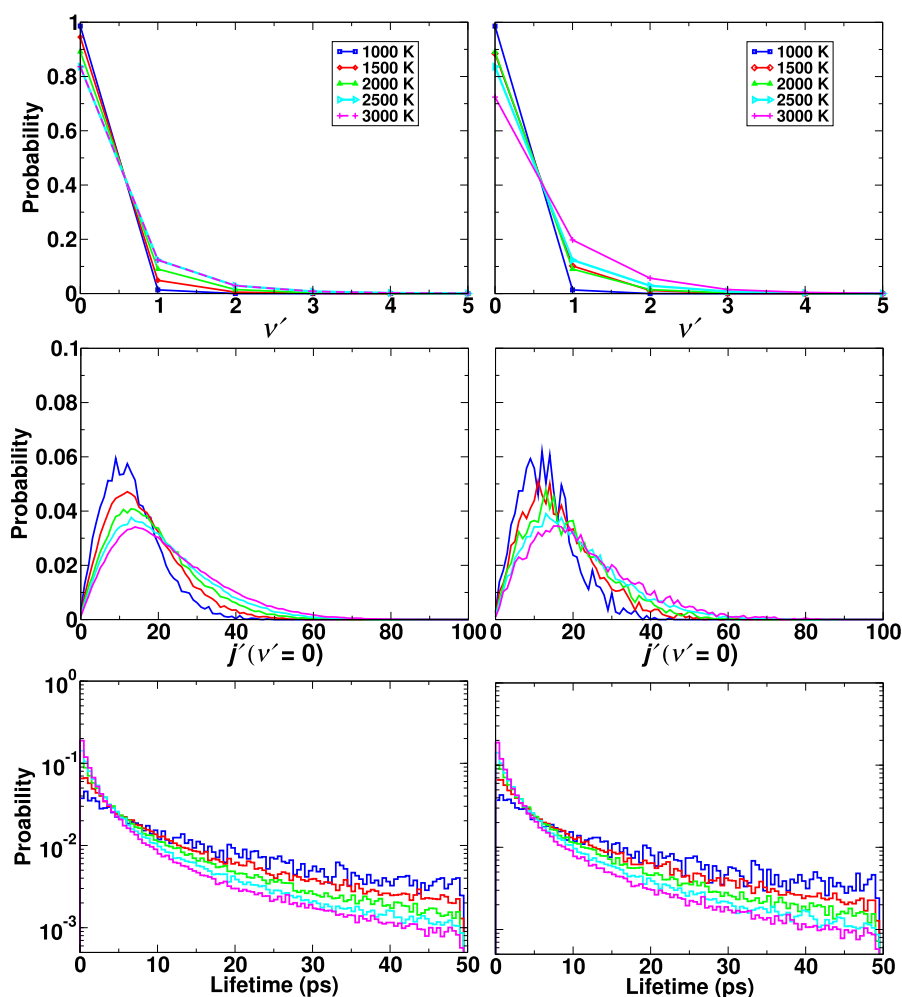 1
0.8
0.6
0.4
0.2
0
Probability
1000 K
1500 K
2000 K
2500 K
3000 K
0 1 2 3 4 5
ν′
1000 K
1500 K
2000 K
2500 K
3000 K
0 1 2 3 4 5
ν′
0.1
0.08
0.06
0.04
0.02
0
Probability
0 20 40 60 80 100
j′(ν′= 0)
0 20 40 60 80 100
j′(ν′= 0)
10⁰
10⁻¹
10⁻²
10⁻³
Proability
0 10 20 30 40 50
Lifetime (ps)
0 10 20 30 40 50
Lifetime (ps)